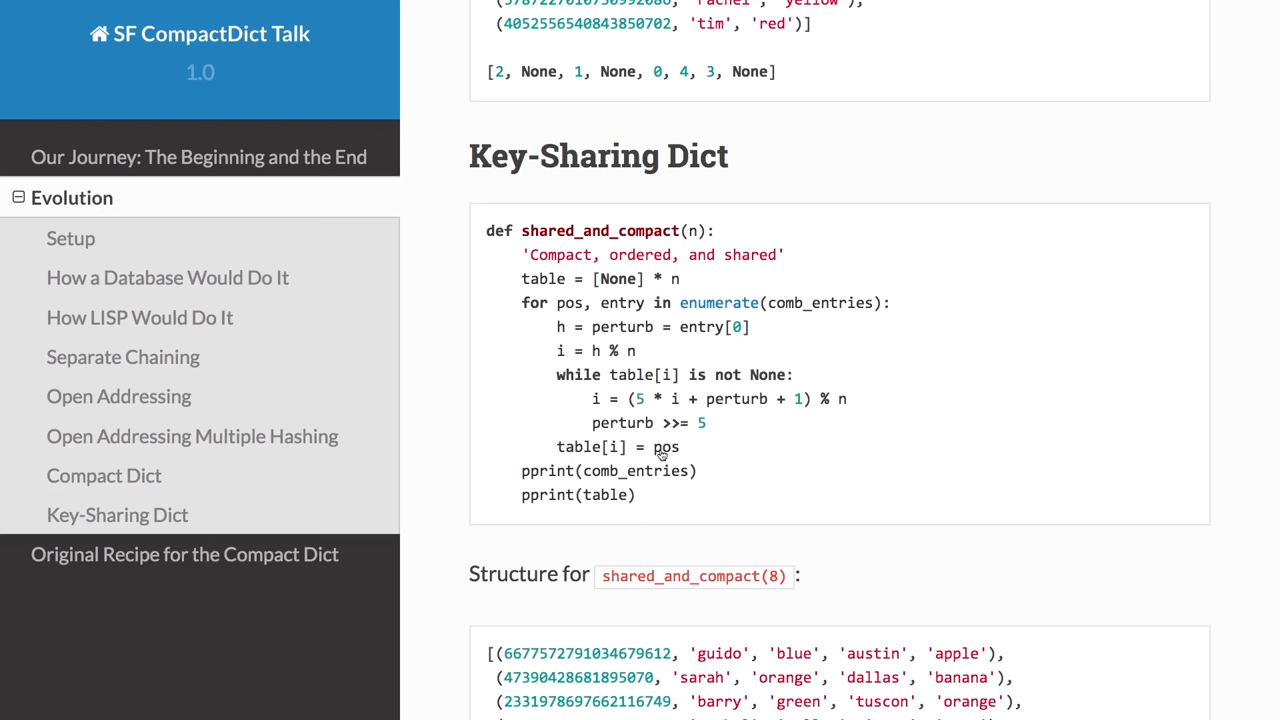 SF CompactDict Talk
1.0
Our Journey: The Beginning and the End
Evolution
Setup
How a Database Would Do It
How LISP Would Do It
Separate Chaining
Open Addressing
Open Addressing Multiple Hashing
Compact Dict
Key-Sharing Dict
Original Recipe for the Compact Dict
(4052556540843850702, 'tim', 'red')]
[2, None, 1, None, 0, 4, 3, None]
Key-Sharing Dict
def shared_and_compact(n):
'Compact, ordered, and shared'
table = [None] * n
for pos, entry in enumerate(comb_entries):
h = perturb = entry[0]
i = h % n
while table[i] is not None:
i = (5 * i + perturb + 1) % n
perturb >>= 5
table[i] = pos
pprint(comb_entries)
pprint(table)
Structure for shared_and_compact(8):
[(6677572791034679612, 'guido', 'blue', 'austin', 'apple'),
(47390428681895070, 'sarah', 'orange', 'dallas', 'banana'),
(2331978697662116749, 'barry', 'green', 'tuscon', 'orange'),